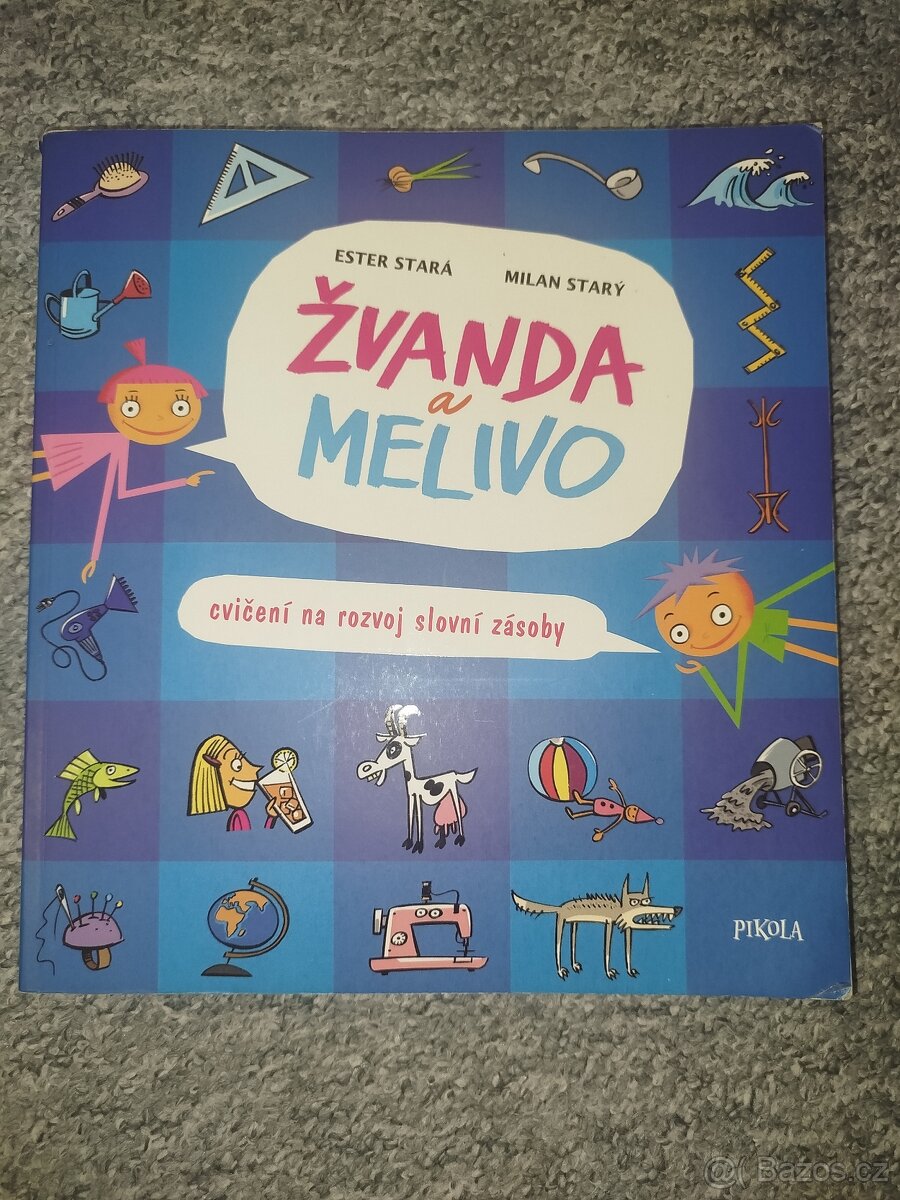 ESTER STARÁ
MILAN STARÝ
ŽVANDA
a
MELIVO
cvičení na rozvoj slovní zásoby
PIKOLA
@ Bazos.cz